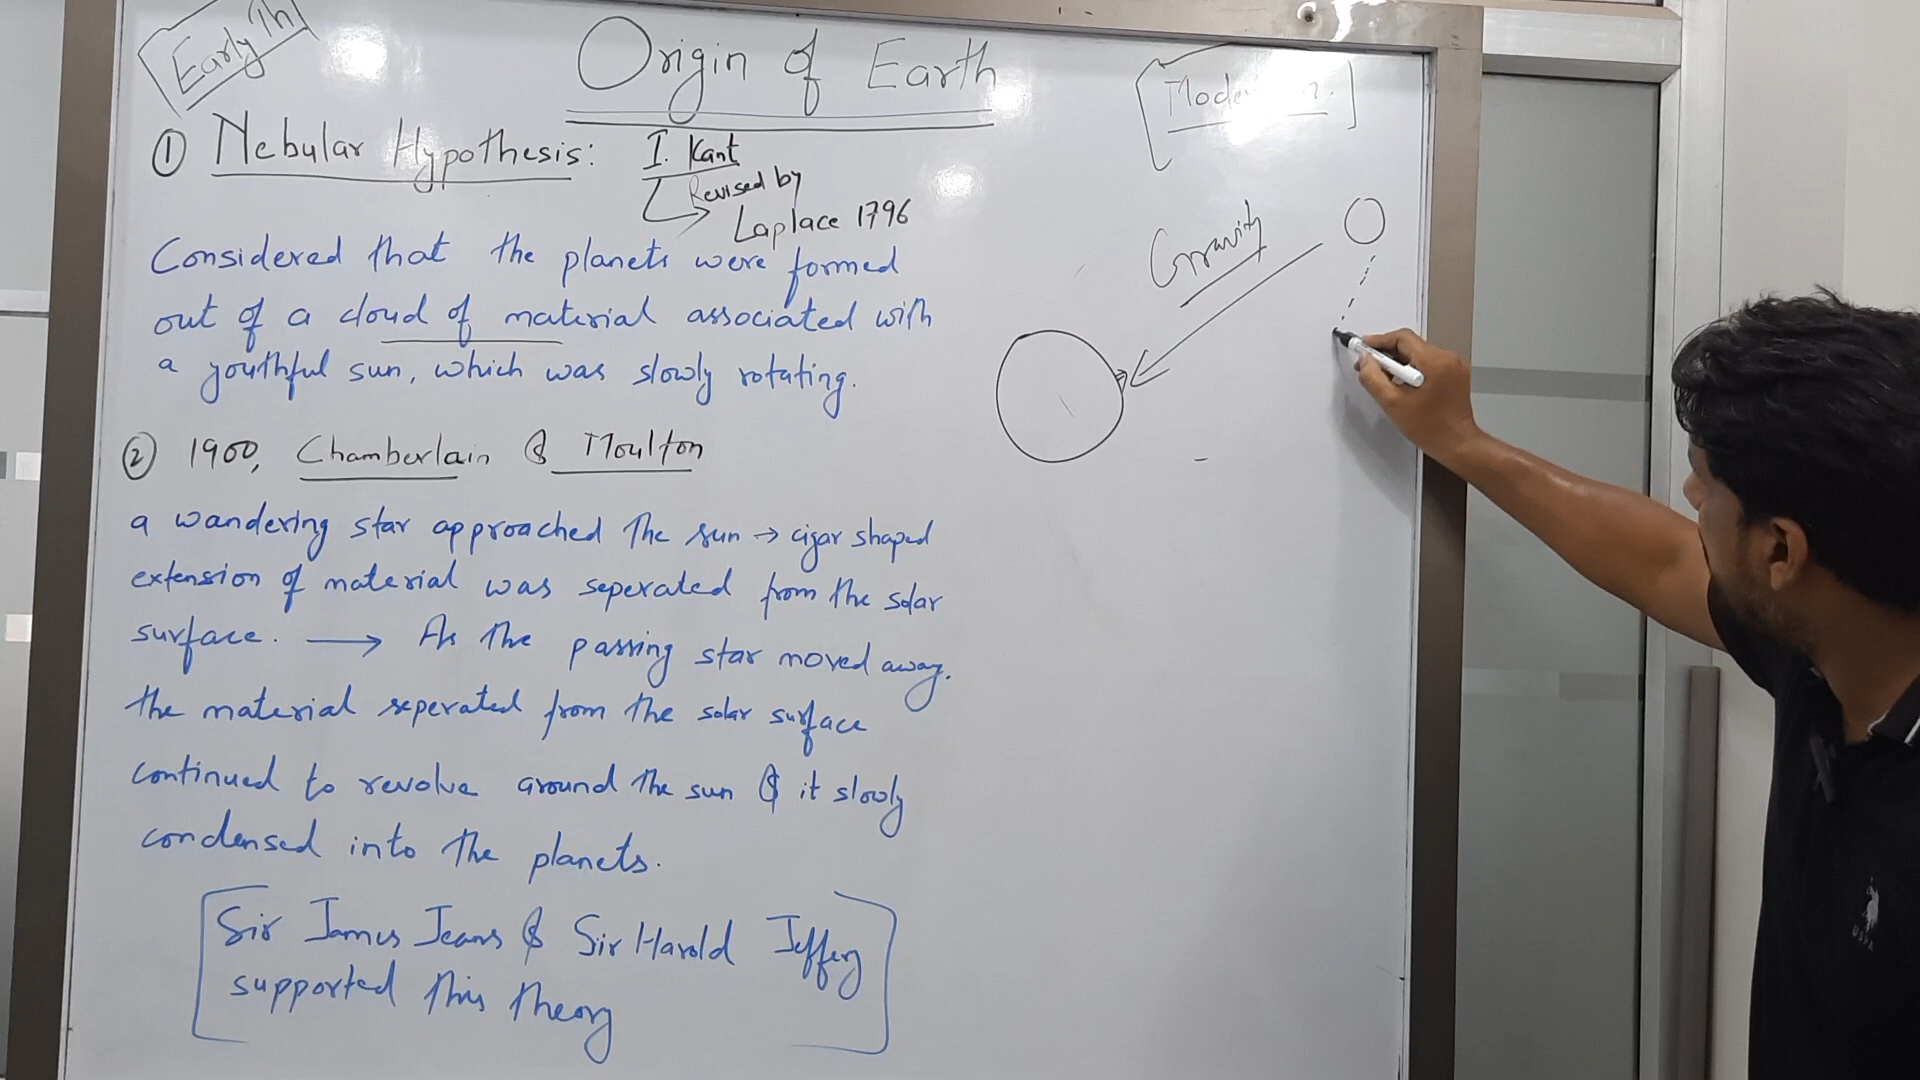 Early Th
Origin of Earth
① Nebular Hypothesis: I. Kant
Revised by
Laplace 1796
Considered that the planets were formed
out of a cloud of material associated with
a youthful sun, which was slowly rotating.
② 1900, Chamberlain & Moulton
a wandering star approached the sun → cigar shaped
extension of material was seperated from the solar
surface. → As the passing star moved away.
the material seperated from the solar surface
continued to revolve around the sun & it slowly
condensed into the planets.
[Sir James Jeans & Sir Harold Jeffery
supported this theory]
Gravity
USPA